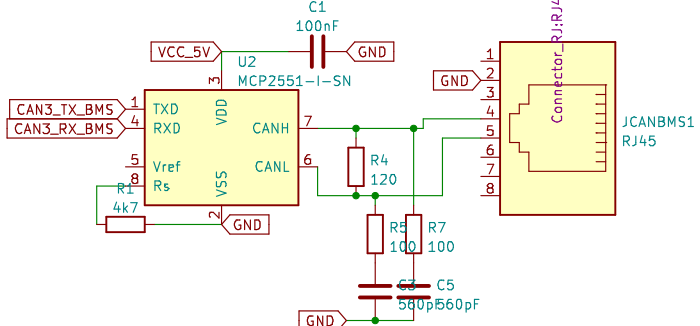 C1
100nF
VCC_5V
GND
U2
MCP2551-I-SN
3
VDD
CAN3_TX_BMS
1
TXD
CAN3_RX_BMS
4
RXD
CANH
7
5
Vref
CANL
6
8
Rs
VSS
2
R1
4k7
GND
R4
120
R5
100
R7
100
C3
560pF
C5
560pF
GND
Connector_RJ:RJ4
GND
1
2
3
4
5
6
7
8
JCANBMS1
RJ45